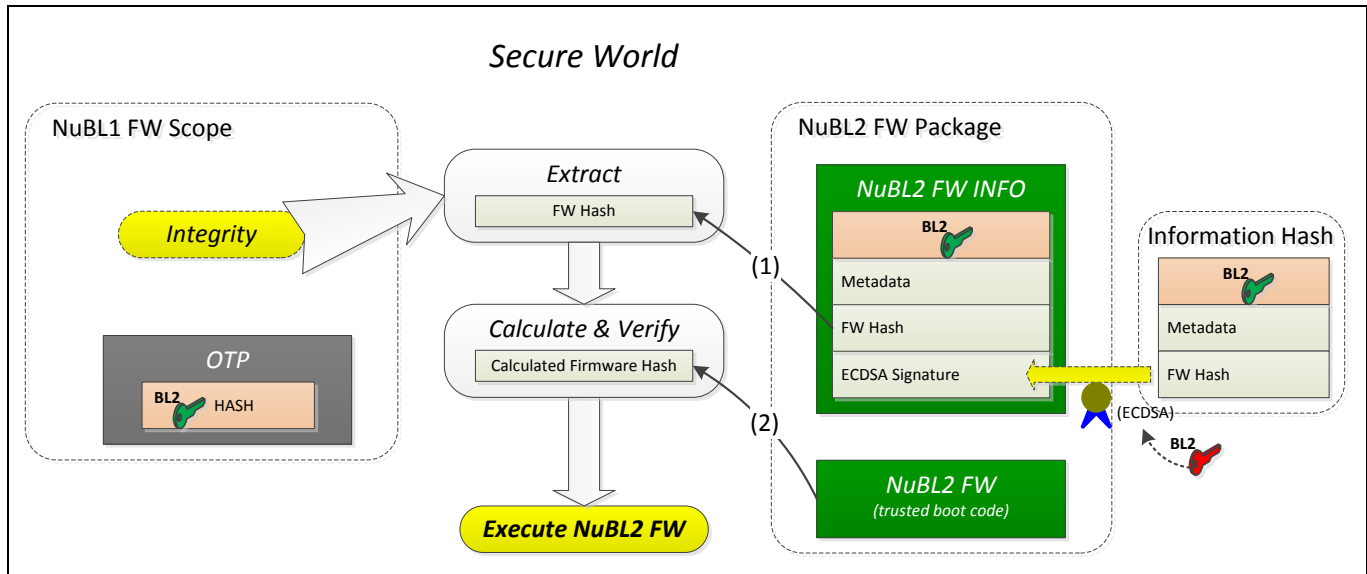 Secure World
NuBL1 FW Scope
Integrity
OTP
BL2
HASH
Extract
FW Hash
Calculate & Verify
Calculated Firmware Hash
Execute NuBL2 FW
(1)
(2)
NuBL2 FW Package
NuBL2 FW INFO
BL2
Metadata
FW Hash
ECDSA Signature
NuBL2 FW
(trusted boot code)
Information Hash
BL2
Metadata
FW Hash
(ECDSA)
BL2